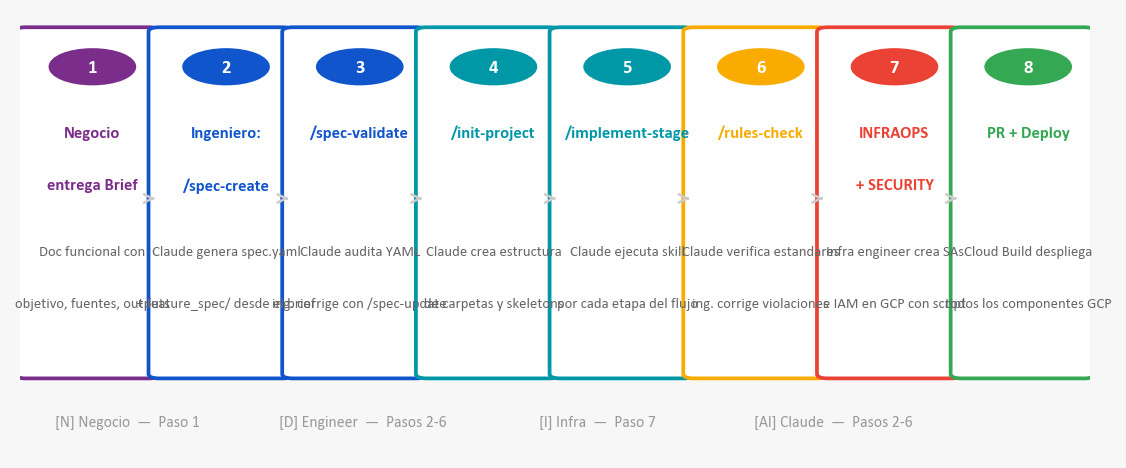 1
Negocio
entrega Brief
Doc funcional con
objetivo, fuentes, outputs
2
Ingeniero:
/spec-create
Claude genera spec.yaml
+ feature_spec/ desde brief
3
/spec-validate
Claude audita YAML
ing. corrige con /spec-update
4
/init-project
Claude crea estructura
de carpetas y skeletons
5
/implement-stage
Claude ejecuta skill
por cada etapa del flujo
6
/rules-check
Claude verifica estandares
ing. corrige violaciones
7
INFRAOPS
+ SECURITY
Infra engineer crea SAs
e IAM en GCP con script
8
PR + Deploy
Cloud Build despliega
todos los componentes GCP
[N] Negocio — Paso 1
[D] Engineer — Pasos 2-6
[I] Infra — Paso 7
[AI] Claude — Pasos 2-6